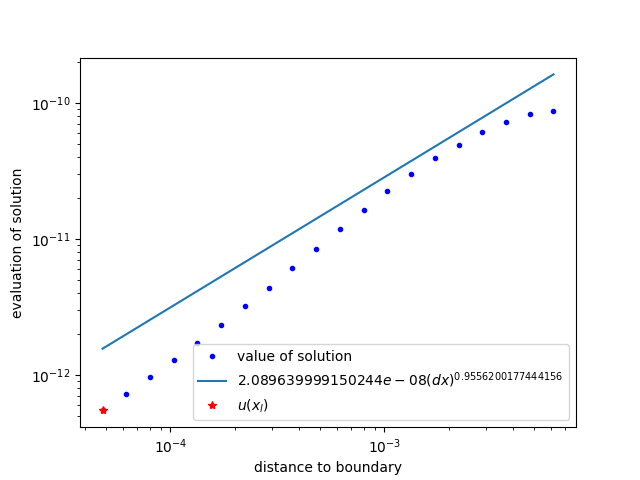 10⁻¹⁰
10⁻¹¹
10⁻¹²
evaluation of solution
value of solution
2.089639999150244e − 08(dx)^0.9556200177444156
u(x_l)
10⁻⁴
10⁻³
distance to boundary